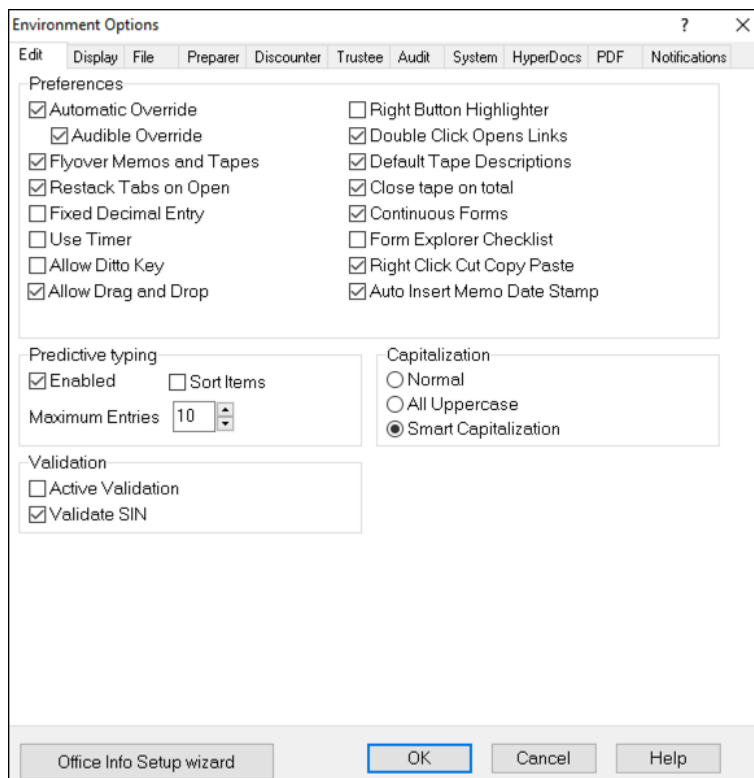 Environment Options ?
Edit Display File Preparer Discounter Trustee Audit System HyperDocs PDF Notifications
Preferences
Automatic Override
Audible Override
Flyover Memos and Tapes
Restack Tabs on Open
Fixed Decimal Entry
Use Timer
Allow Ditto Key
Allow Drag and Drop
Right Button Highlighter
Double Click Opens Links
Default Tape Descriptions
Close tape on total
Continuous Forms
Form Explorer Checklist
Right Click Cut Copy Paste
Auto Insert Memo Date Stamp
Predictive typing
Enabled Sort Items
Maximum Entries 10
Capitalization
Normal
All Uppercase
Smart Capitalization
Validation
Active Validation
Validate SIN
Office Info Setup wizard OK Cancel Help